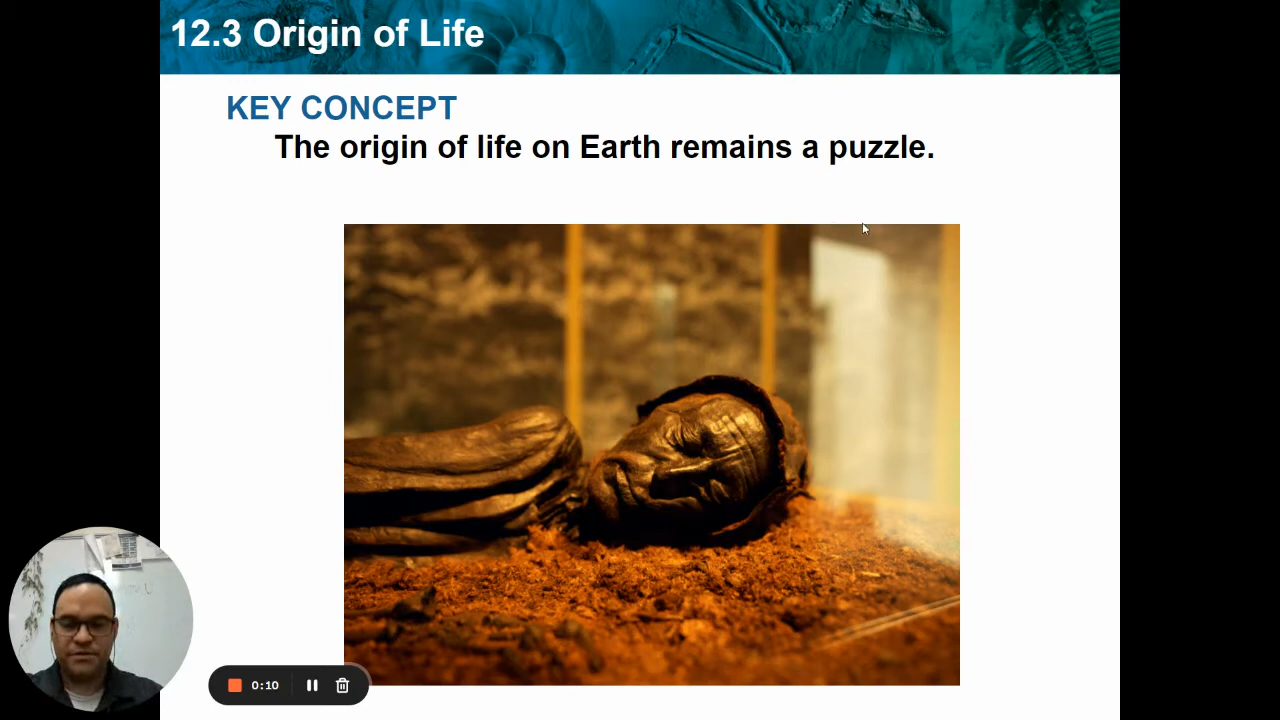 12.3 Origin of Life
KEY CONCEPT
The origin of life on Earth remains a puzzle.
0:10